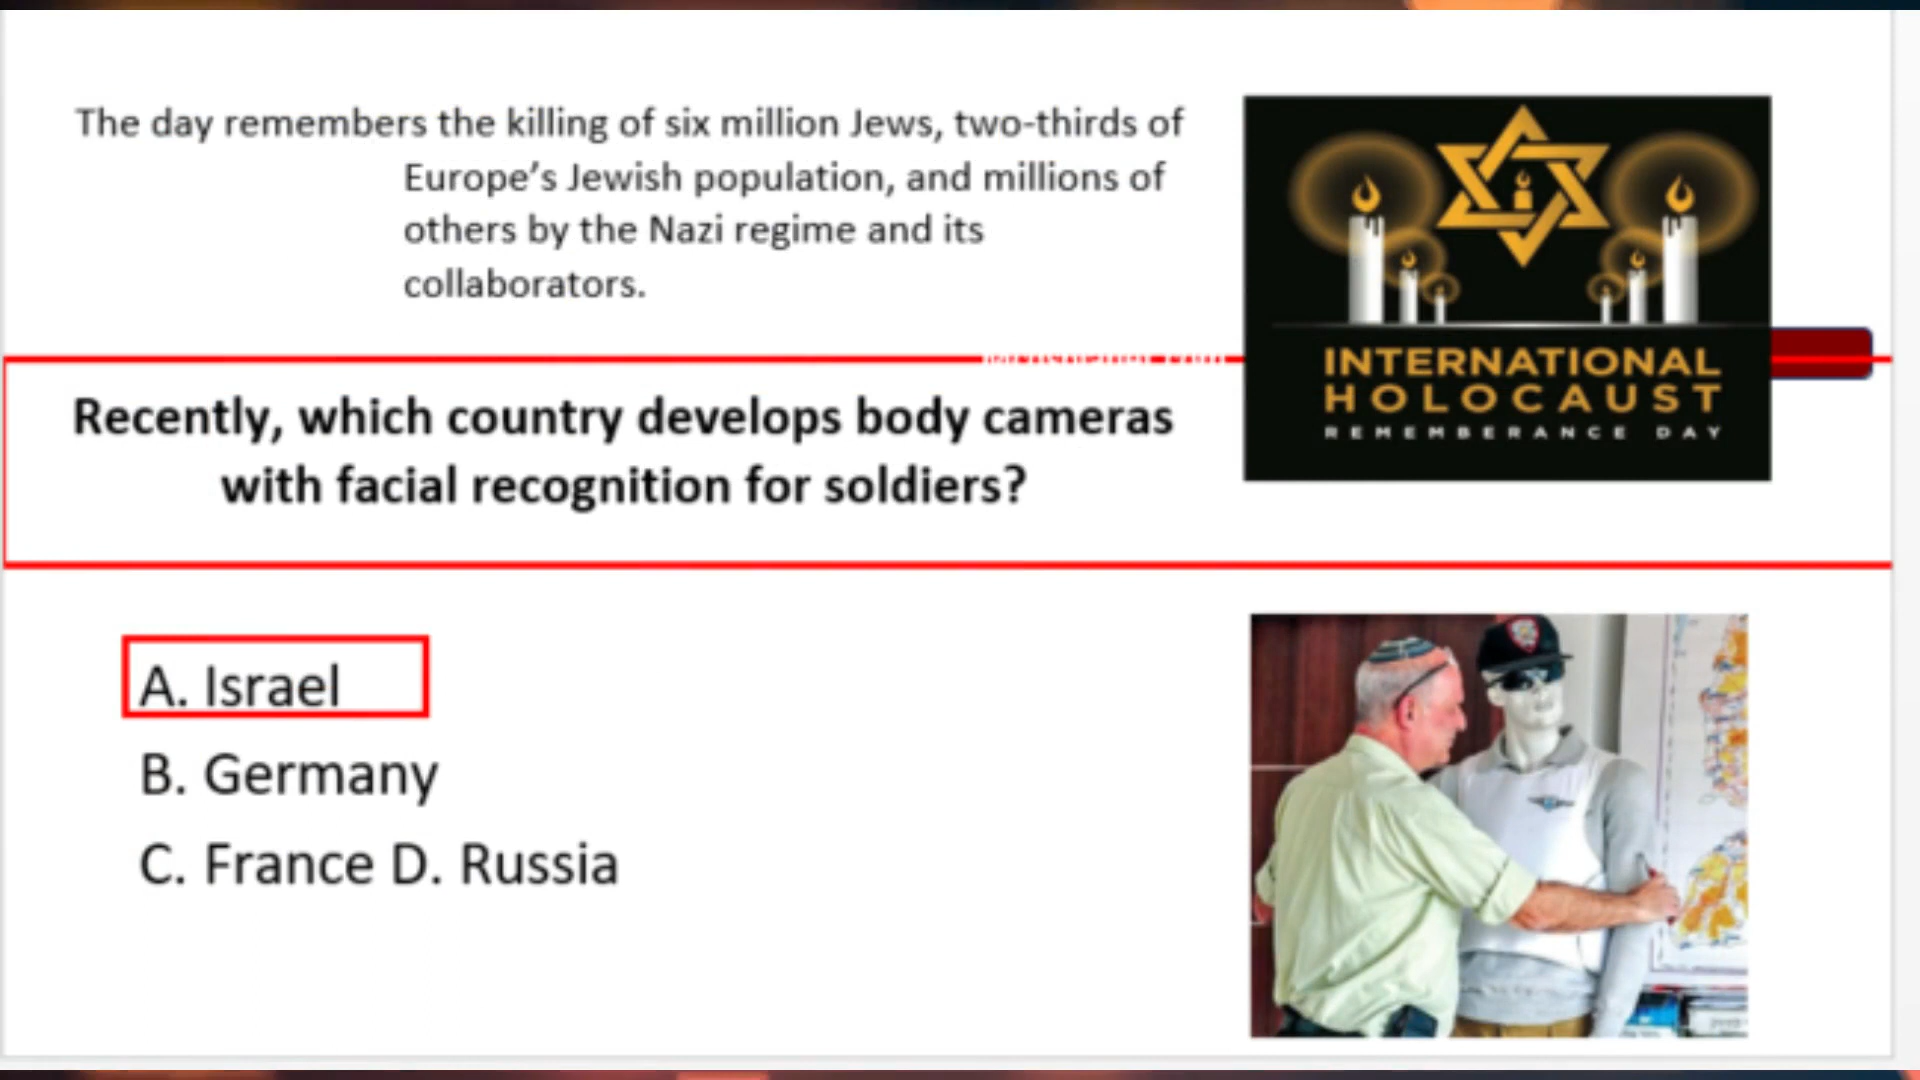 The day remembers the killing of six million Jews, two-thirds of
Europe's Jewish population, and millions of
others by the Nazi regime and its
collaborators.
INTERNATIONAL
HOLOCAUST
REMEMBERANCE DAY
Recently, which country develops body cameras
with facial recognition for soldiers?
A. Israel
B. Germany
C. France D. Russia